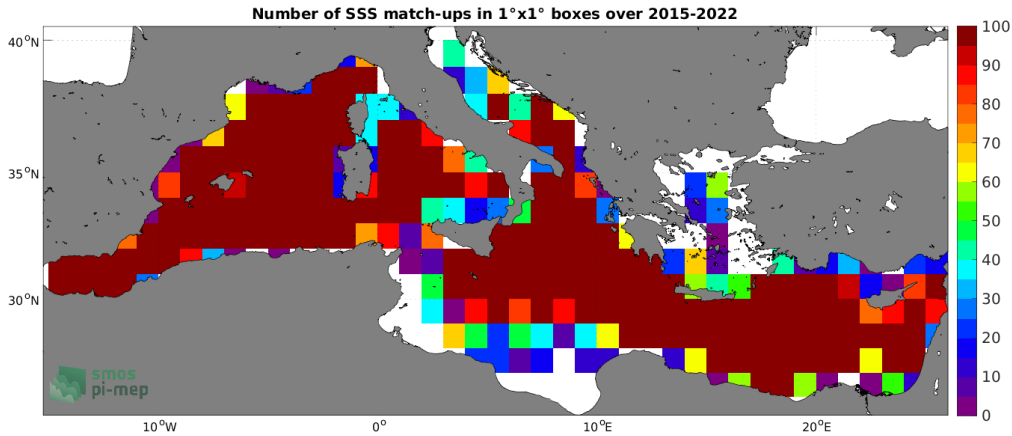 Number of SSS match-ups in 1°x1° boxes over 2015-2022
40°N
35°N
30°N
10°W
0°
10°E
20°E
100
90
80
70
60
50
40
30
20
10
0
smos
pi-mep